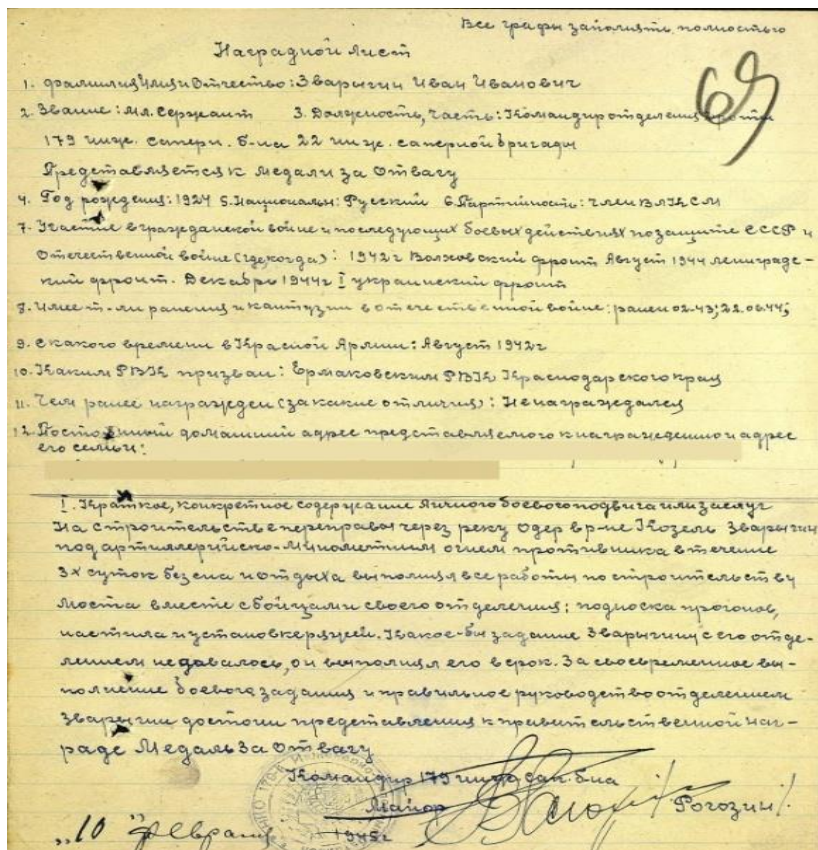 Все графы заполнять полностью
Наградной лист
69
1. Фамилия Имя и Отчество: Зварыгин Иван Иванович
2. Звание: Мл. Сержант 3. Должность, часть: Командир отделения роты
179 инж. саперн. б-на 22 инж. саперной бригады
Представляется к медали за Отвагу
4. Год рождения: 1924 5. Национальн: Русский 6. Партийность: член ВЛКСМ
7. Участие в гражданской войне и последующих боевых действиях по защите СССР и
Отечественной войне (где, когда): 1942г Волховский фронт Август 1944 Ленинград-
ский фронт. Декабрь 1944г I украинский фронт
8. Имеет-ли ранения и контузии в отечественной войне: ранен 02.43; 22.06.44;
9. С какого времени в Красной Армии: Август 1942г
10. Каким РВК призван: Ермаковским РВК Краснодарского края
11. Чем ранее награжден (за какие отличия): Не награждался
12. Постоянный домашний адрес представляемого к награждению и адрес
его семьи:
I. Краткое, конкретное содержание личного боевого подвига или заслуг
На строительстве переправы через реку Одер в р-не Козель Зварыгин
под артиллерийско-минометным огнем противника в течение
3х суток без сна и отдыха выполнял все работы по строительству
моста вместе с бойцами своего отделения: подноска прогонов,
настила и установке ряжей. Какое-бы задание Зварыгину с его отде-
лением не давалось, он выполнял его в срок. За своевременное вы-
полнение боевого задания и правильное руководство отделением
Зварыгин достоин представления к правительственной наг-
раде Медаль За Отвагу
Командир 179 инж. сап. б-на
Майор /Рогозин/.
„10" февраля 1945г